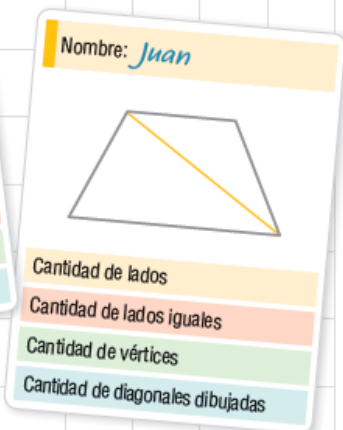 Nombre: Juan
Cantidad de lados
Cantidad de lados iguales
Cantidad de vértices
Cantidad de diagonales dibujadas